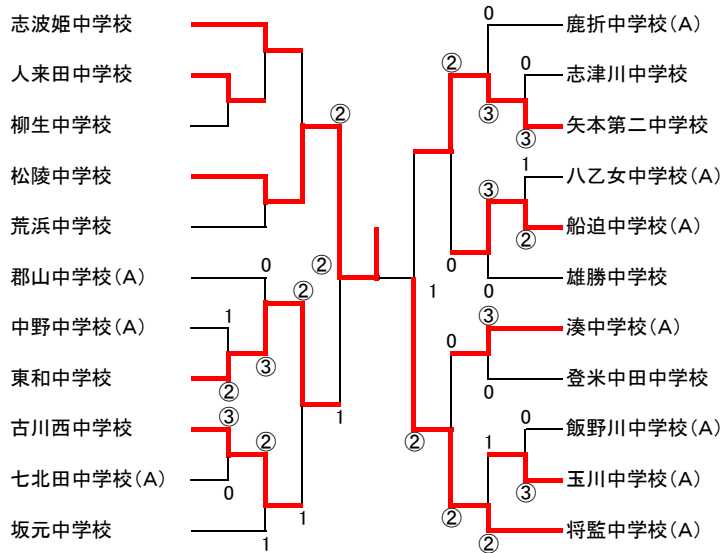 志波姫中学校
人来田中学校
柳生中学校
松陵中学校
荒浜中学校
郡山中学校(A)
中野中学校(A)
東和中学校
古川西中学校
七北田中学校(A)
坂元中学校
②
②
0
②
1
③
②
③
②
1
0
1
1
0
鹿折中学校(A)
②
0
志津川中学校
③
③
矢本第二中学校
1
八乙女中学校(A)
③
②
船迫中学校(A)
0
0
雄勝中学校
1
③
湊中学校(A)
0
0
登米中田中学校
0
飯野川中学校(A)
②
1
③
玉川中学校(A)
②
②
将監中学校(A)